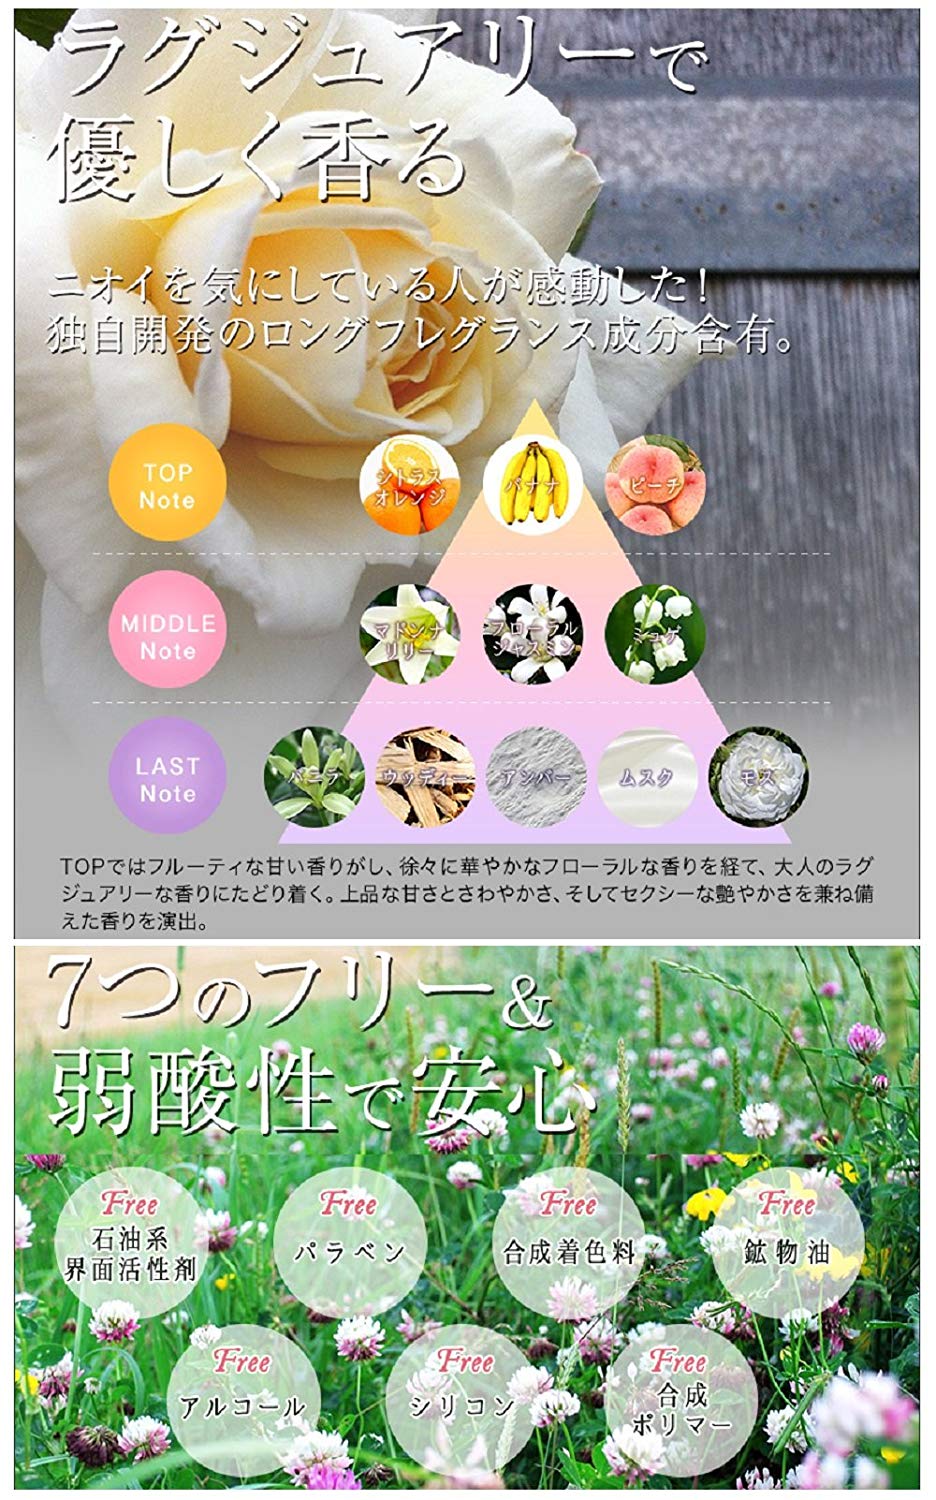 ラグジュアリーで
優しく香る
ニオイを気にしている人が感動した!
独自開発のロングフレグランス成分含有。
TOP
Note
シトラス
オレンジ
バナナ
ピーチ
MIDDLE
Note
マドンナ
リリー
フローラル
ジャスミン
ミュゲ
LAST
Note
バニラ
ウッディー
アンバー
ムスク
モス
TOPではフルーティな甘い香りがし、徐々に華やかなフローラルな香りを経て、大人のラグ
ジュアリーな香りにたどり着く。上品な甘さとさわやかさ、そしてセクシーな艶やかさを兼ね備
えた香りを演出。
7つのフリー&
弱酸性で安心
Free
石油系
界面活性剤
Free
パラベン
Free
合成着色料
Free
鉱物油
Free
アルコール
Free
シリコン
Free
合成
ポリマー